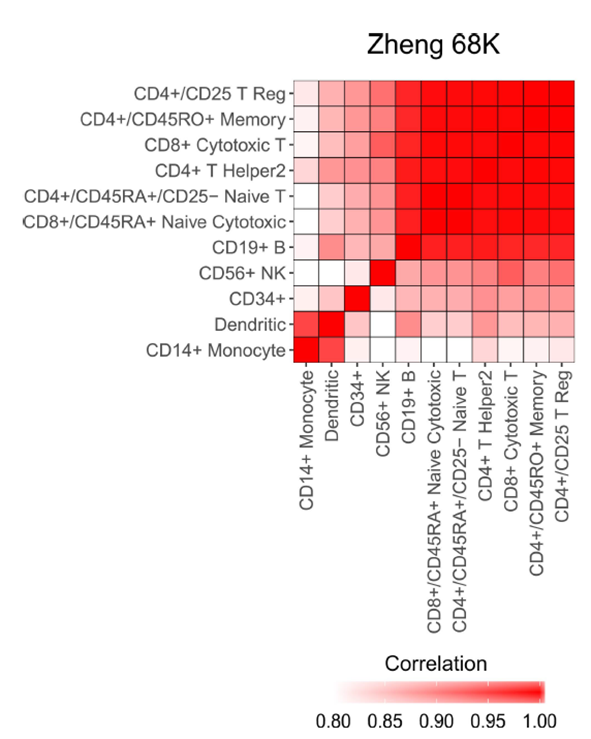 Zheng 68K
CD4+/CD25 T Reg
CD4+/CD45RO+ Memory
CD8+ Cytotoxic T
CD4+ T Helper2
CD4+/CD45RA+/CD25− Naive T
CD8+/CD45RA+ Naive Cytotoxic
CD19+ B
CD56+ NK
CD34+
Dendritic
CD14+ Monocyte
CD14+ Monocyte
Dendritic
CD34+
CD56+ NK
CD19+ B
CD8+/CD45RA+ Naive Cytotoxic
CD4+/CD45RA+/CD25− Naive T
CD4+ T Helper2
CD8+ Cytotoxic T
CD4+/CD45RO+ Memory
CD4+/CD25 T Reg
Correlation
0.80 0.85 0.90 0.95 1.00